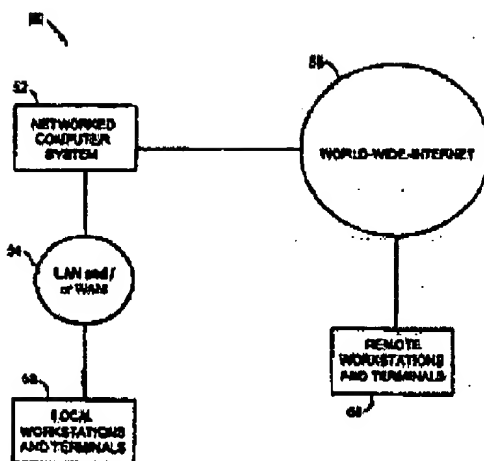 52
NETWORKED
COMPUTER
SYSTEM
WORLD-WIDE-INTERNET
54
LAN and/
or WAN
REMOTE
WORKSTATIONS
AND TERMINALS
LOCAL
WORKSTATIONS
AND TERMINALS